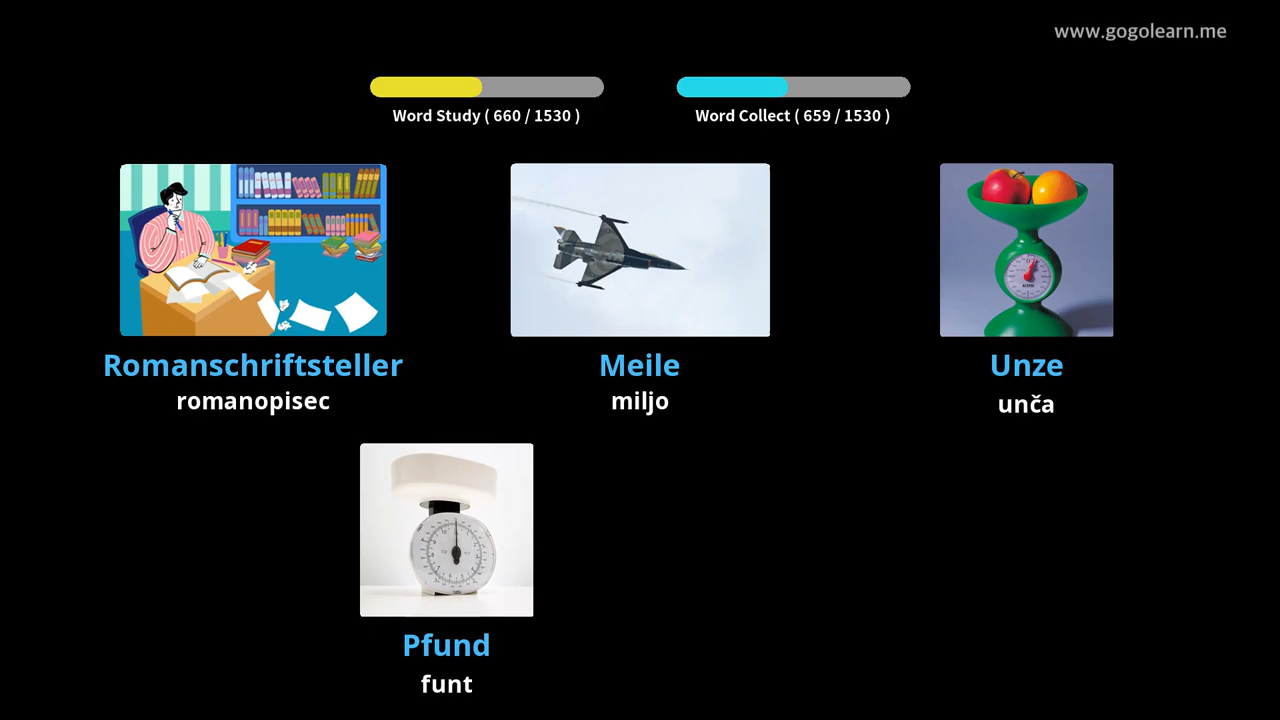 www.gogolearn.me
Word Study ( 660 / 1530 )
Word Collect ( 659 / 1530 )
Romanschriftsteller
romanopisec
Meile
miljo
Unze
unča
Pfund
funt